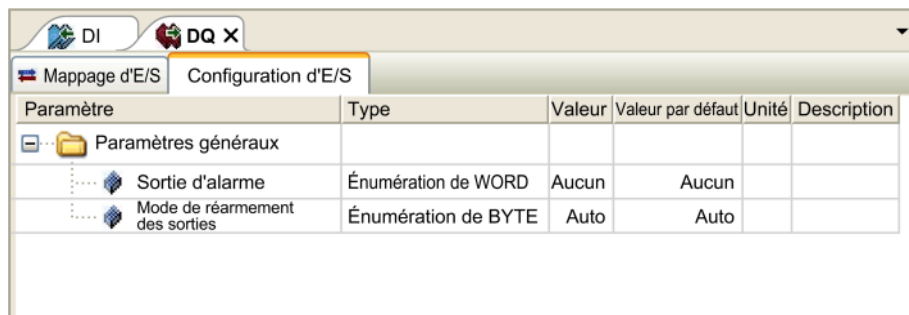 DI DQ X
Mappage d'E/S Configuration d'E/S
Paramètre Type Valeur Valeur par défaut Unité Description
Paramètres généraux
Sortie d'alarme Énumération de WORD Aucun Aucun
Mode de réarmement
des sorties Énumération de BYTE Auto Auto